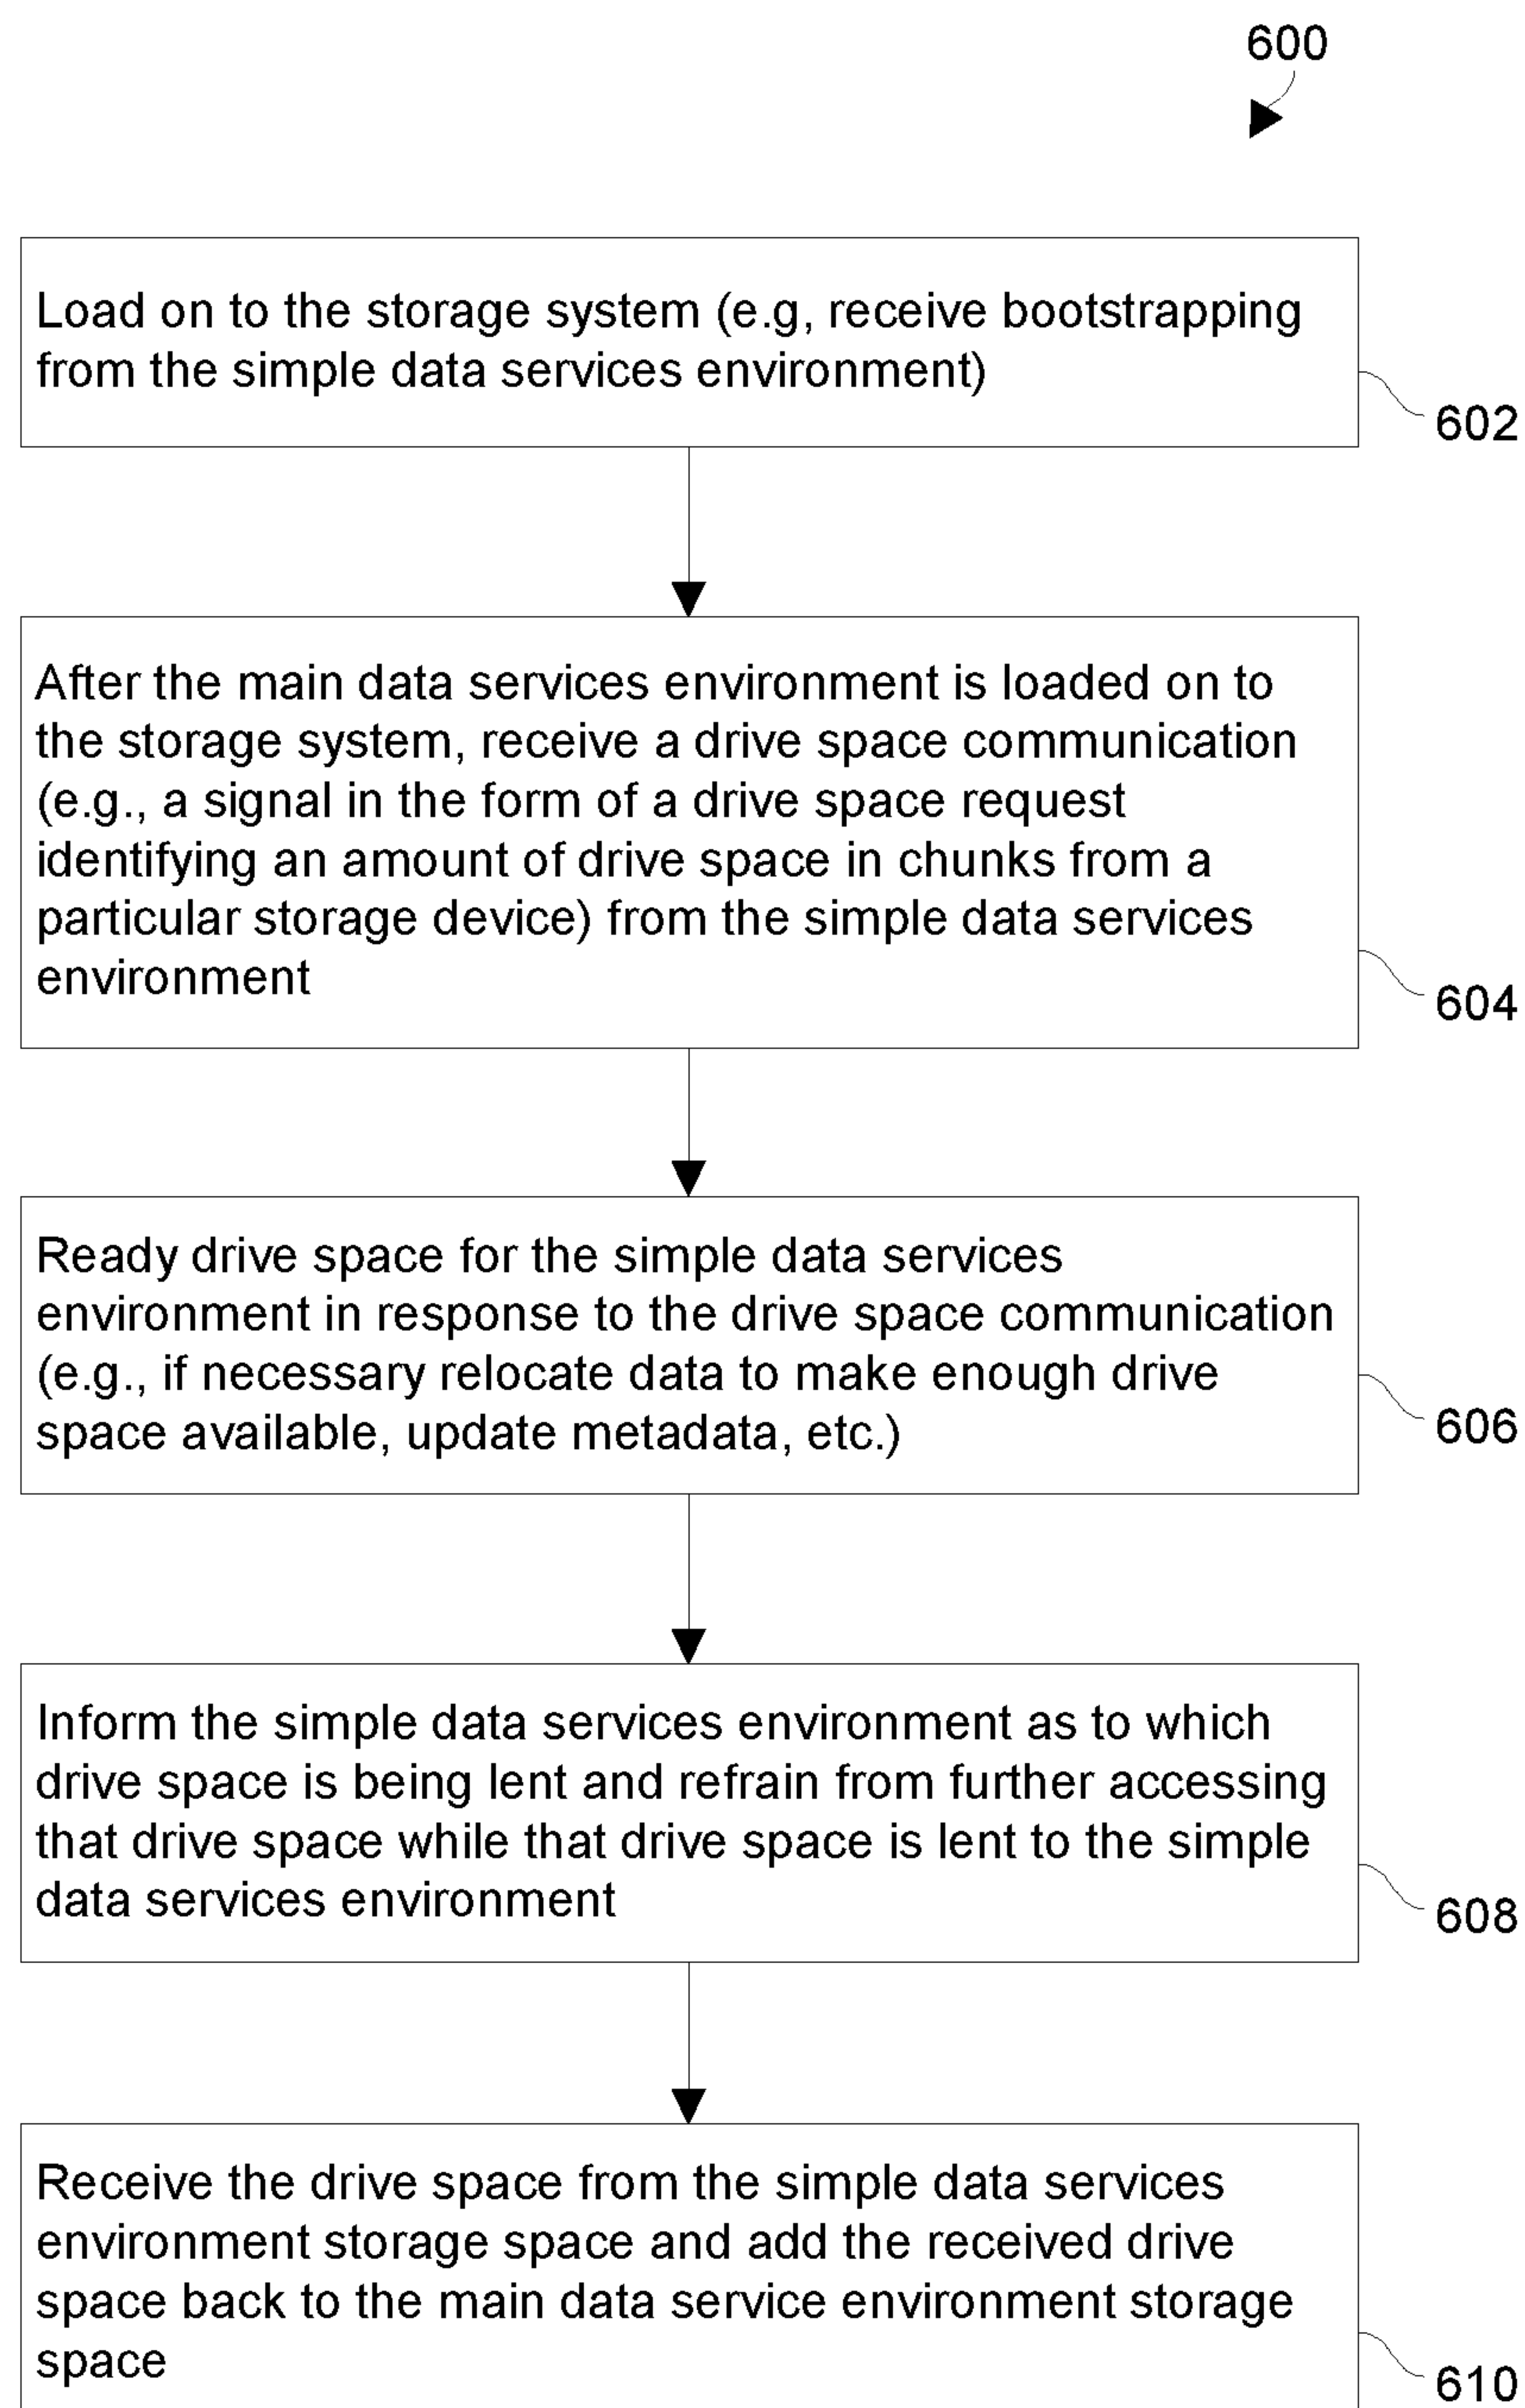 600
Load on to the storage system (e.g, receive bootstrapping
from the simple data services environment)
602
After the main data services environment is loaded on to
the storage system, receive a drive space communication
(e.g., a signal in the form of a drive space request
identifying an amount of drive space in chunks from a
particular storage device) from the simple data services
environment
604
Ready drive space for the simple data services
environment in response to the drive space communication
(e.g., if necessary relocate data to make enough drive
space available, update metadata, etc.)
606
Inform the simple data services environment as to which
drive space is being lent and refrain from further accessing
that drive space while that drive space is lent to the simple
data services environment
608
Receive the drive space from the simple data services
environment storage space and add the received drive
space back to the main data service environment storage
space
610